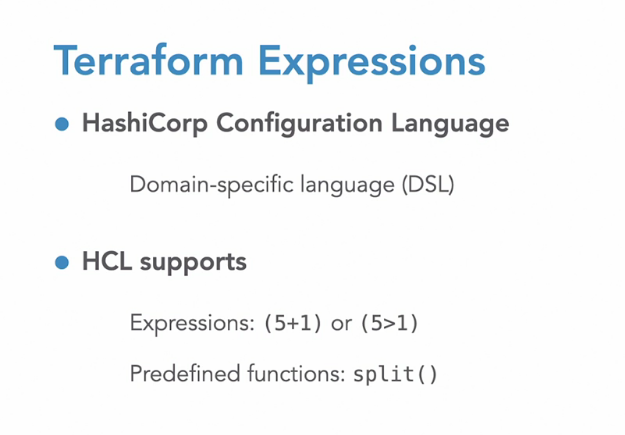 Terraform Expressions
● HashiCorp Configuration Language
Domain-specific language (DSL)
● HCL supports
Expressions: (5+1) or (5>1)
Predefined functions: split()